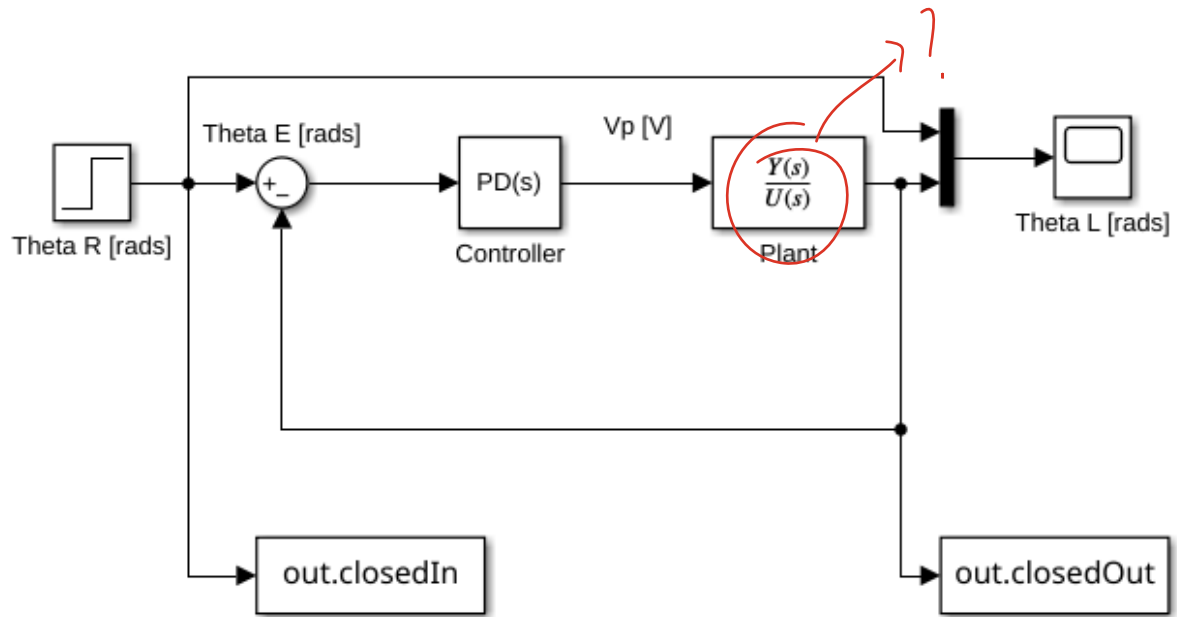 ?
Theta E [rads]
Vp [V]
+
−
PD(s)
Y(s)
U(s)
Theta R [rads]
Controller
Plant
Theta L [rads]
out.closedIn
out.closedOut